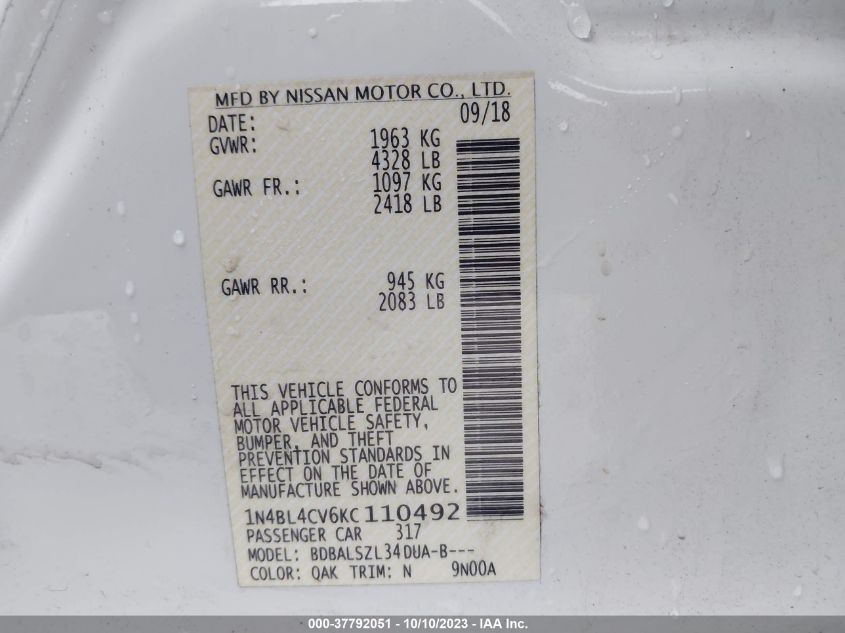 MFD BY NISSAN MOTOR CO., LTD.
DATE: 09/18
GVWR: 1963 KG
4328 LB
GAWR FR.: 1097 KG
2418 LB
GAWR RR.: 945 KG
2083 LB
THIS VEHICLE CONFORMS TO
ALL APPLICABLE FEDERAL
MOTOR VEHICLE SAFETY,
BUMPER, AND THEFT
PREVENTION STANDARDS IN
EFFECT ON THE DATE OF
MANUFACTURE SHOWN ABOVE.
1N4BL4CV6KC110492
PASSENGER CAR 317
MODEL: BDBALSZL34DUA-B---
COLOR: QAK TRIM: N 9N00A
000-37792051 - 10/10/2023 - IAA Inc.